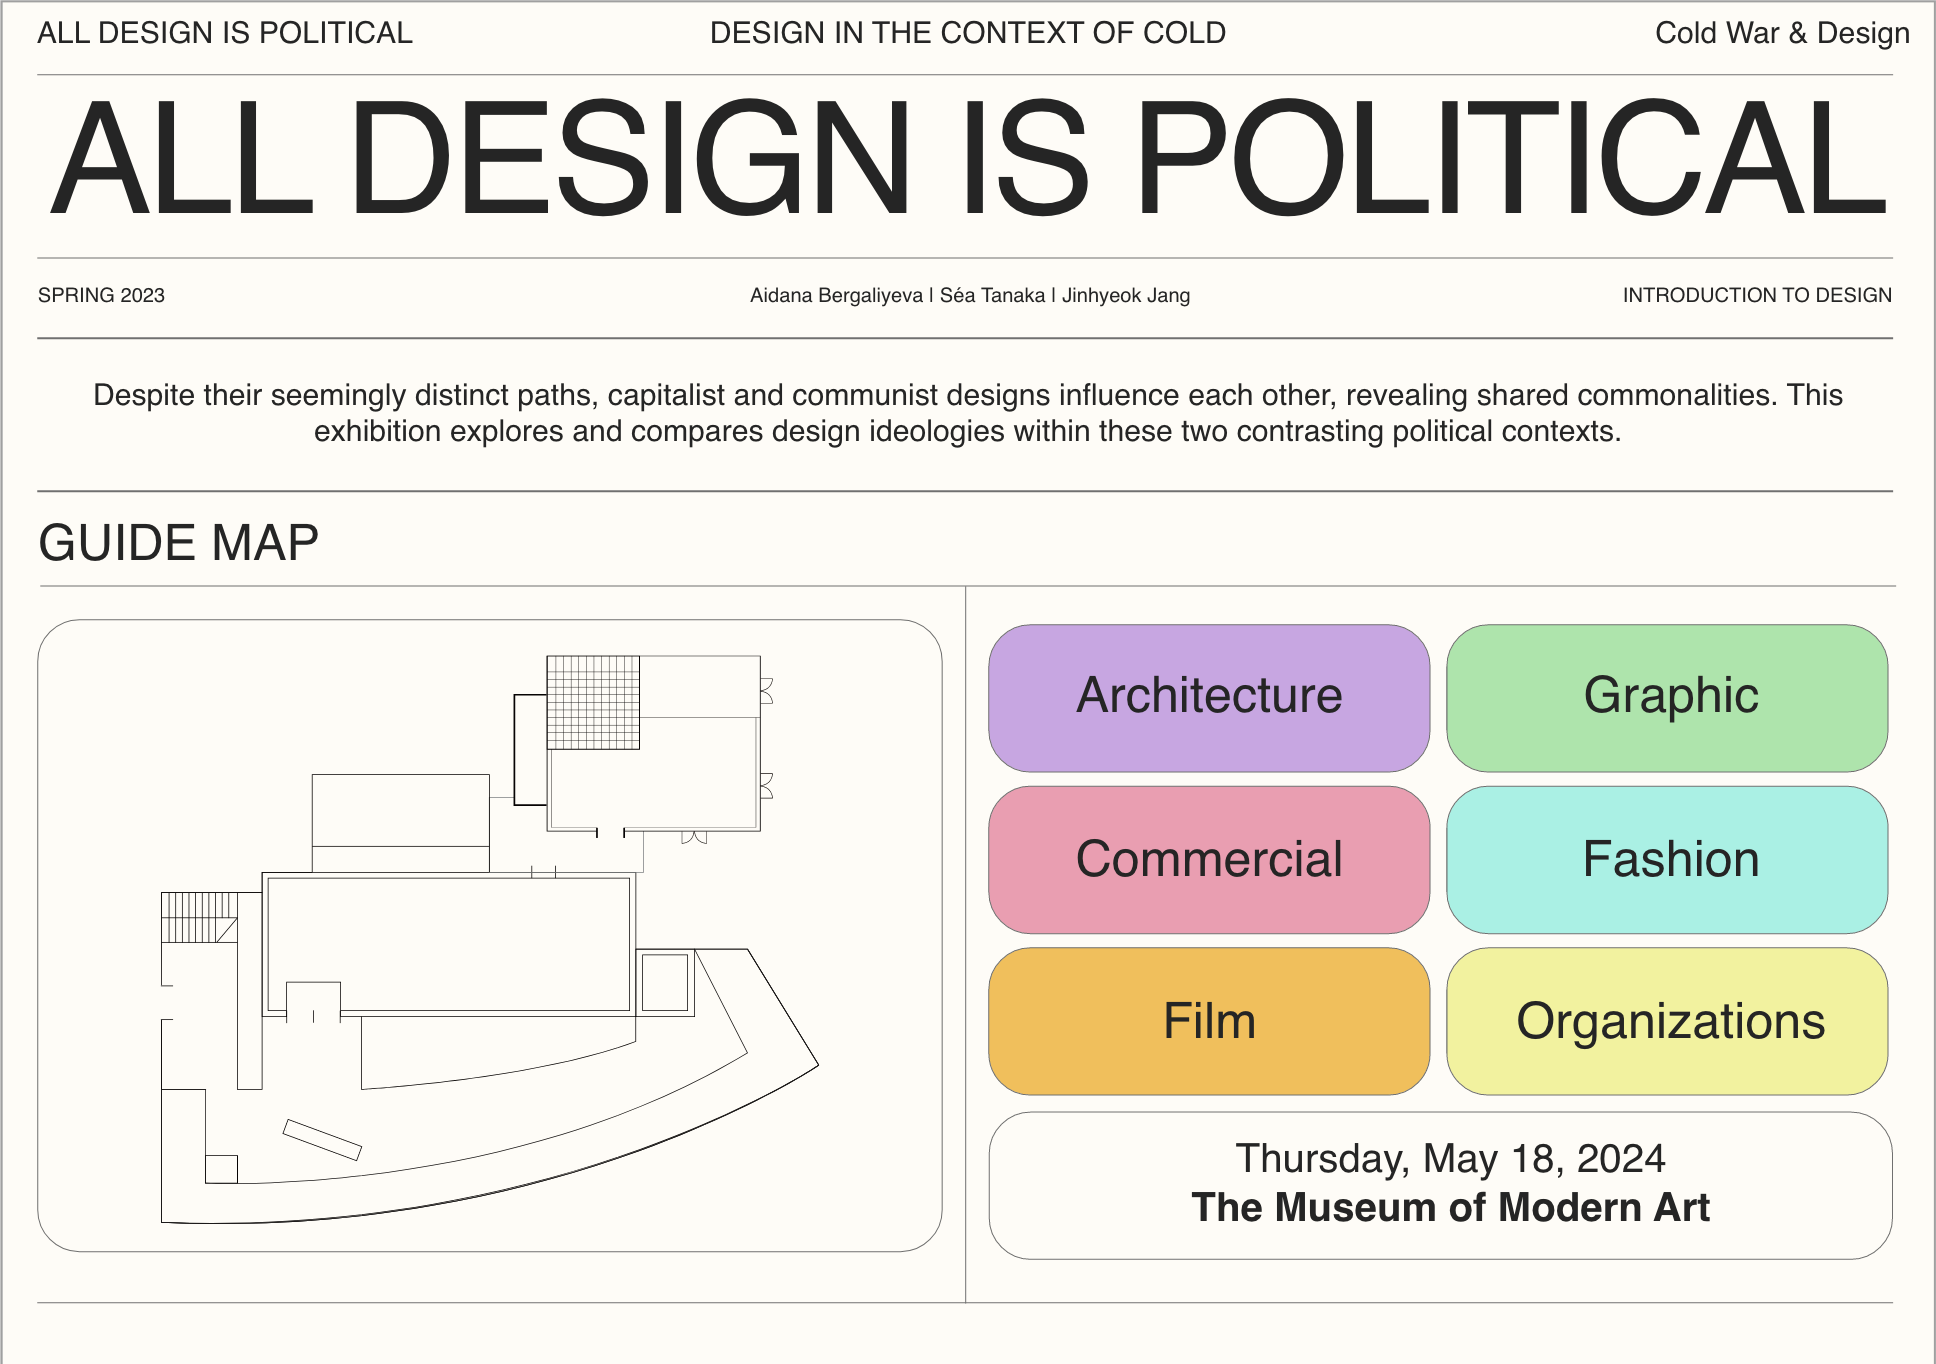 ALL DESIGN IS POLITICAL
DESIGN IN THE CONTEXT OF COLD
Cold War & Design
ALL DESIGN IS POLITICAL
SPRING 2023
Aidana Bergaliyeva | Séa Tanaka | Jinhyeok Jang
INTRODUCTION TO DESIGN
Despite their seemingly distinct paths, capitalist and communist designs influence each other, revealing shared commonalities. This
exhibition explores and compares design ideologies within these two contrasting political contexts.
GUIDE MAP
Architecture
Graphic
Commercial
Fashion
Film
Organizations
Thursday, May 18, 2024
The Museum of Modern Art